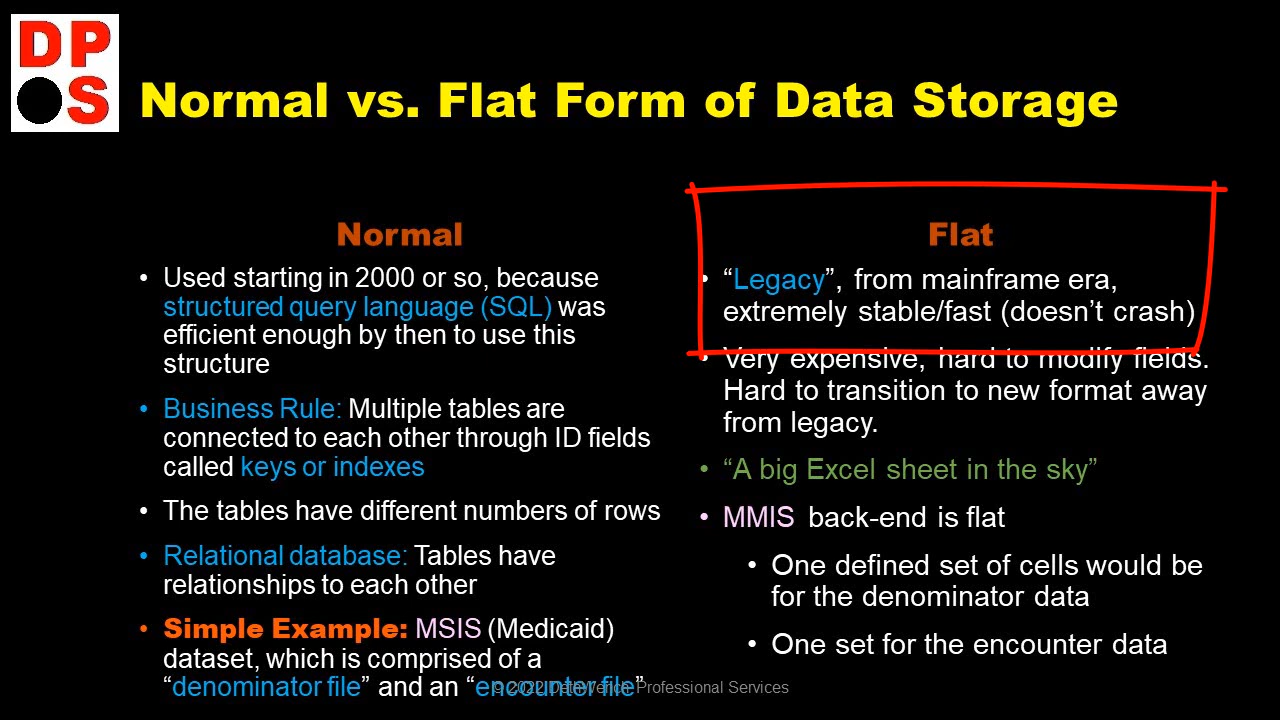 DP
S
Normal vs. Flat Form of Data Storage
Normal
• Used starting in 2000 or so, because
structured query language (SQL) was
efficient enough by then to use this
structure
• Business Rule: Multiple tables are
connected to each other through ID fields
called keys or indexes
• The tables have different numbers of rows
• Relational database: Tables have
relationships to each other
• Simple Example: MSIS (Medicaid)
dataset, which is comprised of a
“denominator file” and an “encounter file”
Flat
• “Legacy”, from mainframe era,
extremely stable/fast (doesn’t crash)
• Very expensive, hard to modify fields.
Hard to transition to new format away
from legacy.
• “A big Excel sheet in the sky”
• MMIS back-end is flat
• One defined set of cells would be
for the denominator data
• One set for the encounter data
© 2022 DethWench Professional Services